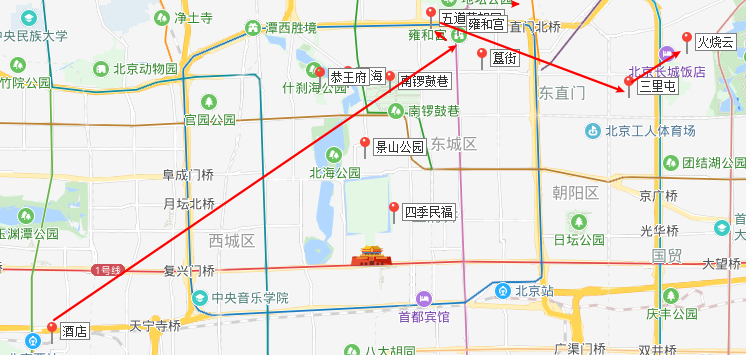 地坛公园
净土寺
中央民族大学
潭西胜境
五道营胡同
雍和宫
雍和宫
直门北桥
火烧云
竹院公园
北京动物园
恭王府
海
什刹海公园
南锣鼓巷
簋街
北京长城饭店
三里屯
东直门
官园公园
南锣鼓巷
北京工人体育场
景山公园
东城区
北海公园
团结湖公园
阜成门桥
朝阳区
京广桥
月坛北桥
四季民福
玉渊潭公园
西城区
日坛公园
光华桥
首
大
国贸
1号线
复兴门桥
大望桥
中央音乐学院
北京站
首都宾馆
庆丰公园
酒店
天宁寺桥
八大胡同
广渠门桥
双井桥